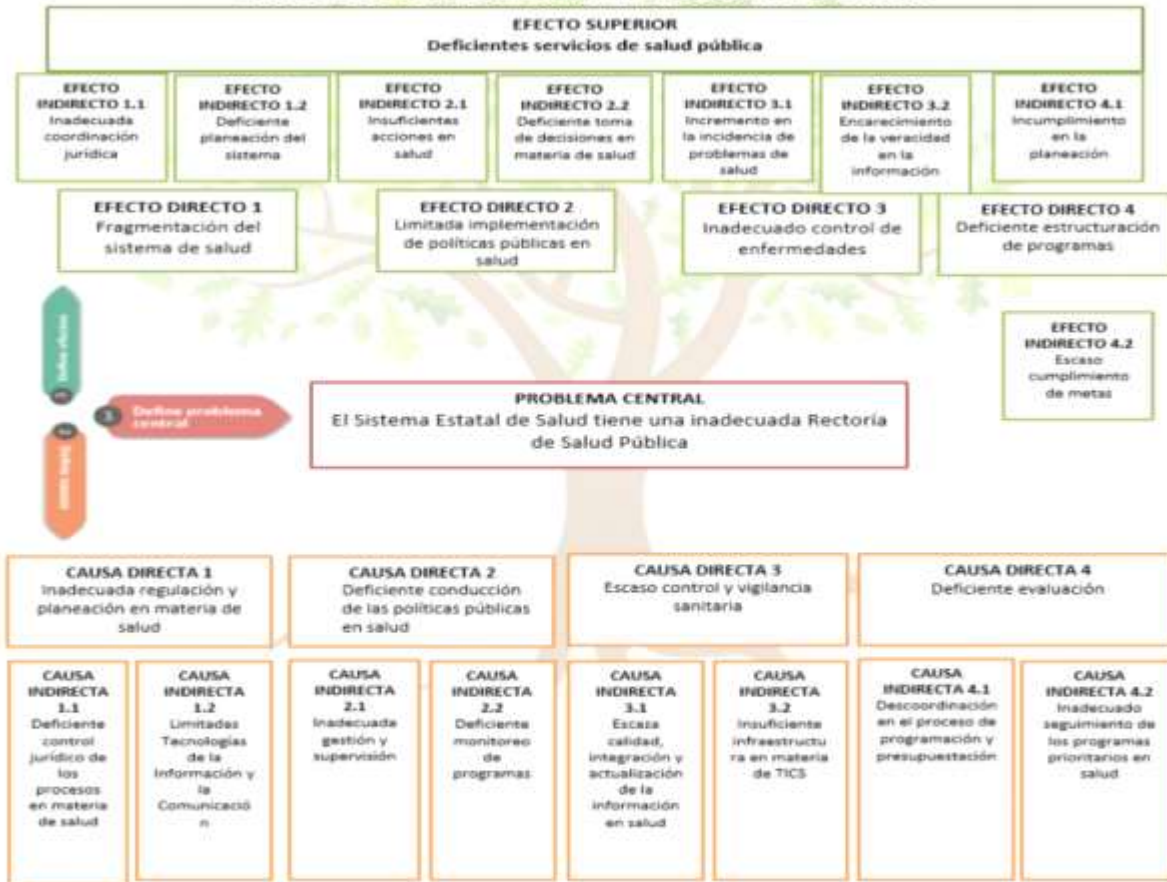 EFECTO SUPERIOR
Deficientes servicios de salud pública
EFECTO
INDIRECTO 1.1
Inadecuada
coordinación
jurídica
EFECTO
INDIRECTO 1.2
Deficiente
planeación del
sistema
EFECTO
INDIRECTO 2.1
Insuficientes
acciones en
salud
EFECTO
INDIRECTO 2.2
Deficiente toma
de decisiones en
materia de salud
EFECTO
INDIRECTO 3.1
Incremento en
la incidencia de
problemas de
salud
EFECTO
INDIRECTO 3.2
Encarecimiento
de la veracidad
en la
información
EFECTO
INDIRECTO 4.1
Incumplimiento
en la
planeación
EFECTO DIRECTO 1
Fragmentación del
sistema de salud
EFECTO DIRECTO 2
Limitada implementación
de políticas públicas en
salud
EFECTO DIRECTO 3
Inadecuado control de
enfermedades
EFECTO DIRECTO 4
Deficiente estructuración
de programas
EFECTO
INDIRECTO 4.2
Escaso
cumplimiento
de metas
Define problema
central
PROBLEMA CENTRAL
El Sistema Estatal de Salud tiene una inadecuada Rectoría
de Salud Pública
CAUSA DIRECTA 1
Inadecuada regulación y
planeación en materia de
salud
CAUSA DIRECTA 2
Deficiente conducción
de las políticas públicas
en salud
CAUSA DIRECTA 3
Escaso control y vigilancia
sanitaria
CAUSA DIRECTA 4
Deficiente evaluación
CAUSA
INDIRECTA
1.1
Deficiente
control
jurídico de
los
procesos
en materia
de salud
CAUSA
INDIRECTA
1.2
Limitadas
Tecnologías
de la
Información y
la
Comunicació
n
CAUSA
INDIRECTA
2.1
Inadecuada
gestión y
supervisión
CAUSA
INDIRECTA
2.2
Deficiente
monitoreo
de
programas
CAUSA
INDIRECTA
3.1
Escasa
calidad,
integración y
actualización
de la
información
en salud
CAUSA
INDIRECTA
3.2
Insuficiente
infraestructu
ra en materia
de TICS
CAUSA
INDIRECTA 4.1
Descoordinación
en el proceso de
programación y
presupuestación
CAUSA
INDIRECTA 4.2
Inadecuado
seguimiento de
los programas
prioritarios en
salud